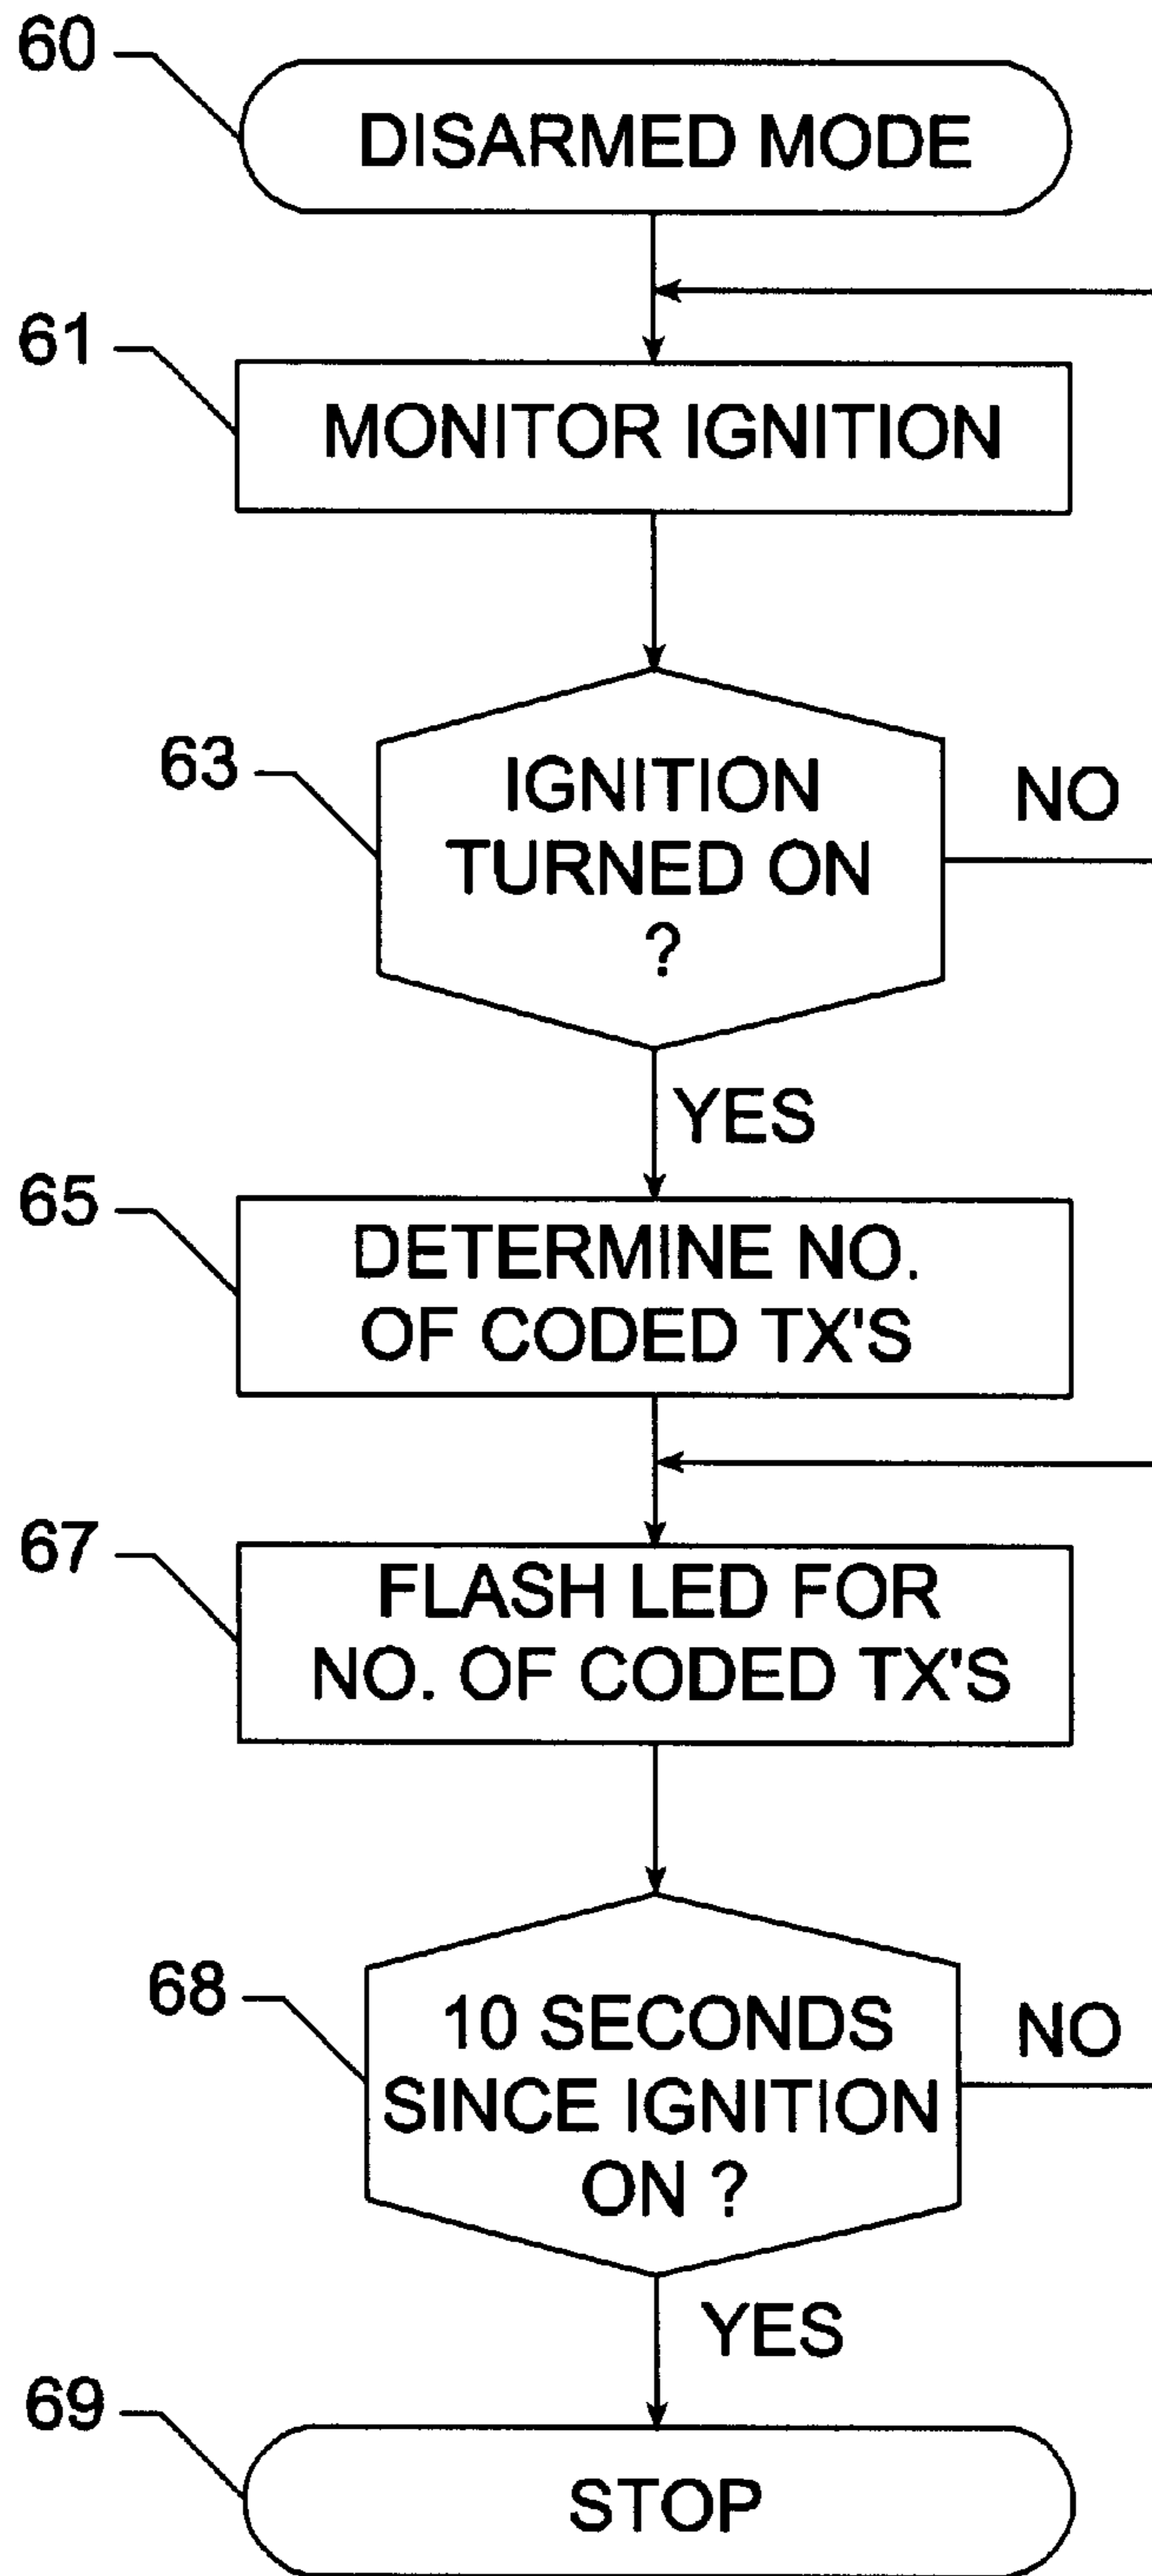 60
DISARMED MODE
61
MONITOR IGNITION
63
IGNITION
TURNED ON
?
NO
YES
65
DETERMINE NO.
OF CODED TX'S
67
FLASH LED FOR
NO. OF CODED TX'S
68
10 SECONDS
SINCE IGNITION
ON ?
NO
YES
69
STOP